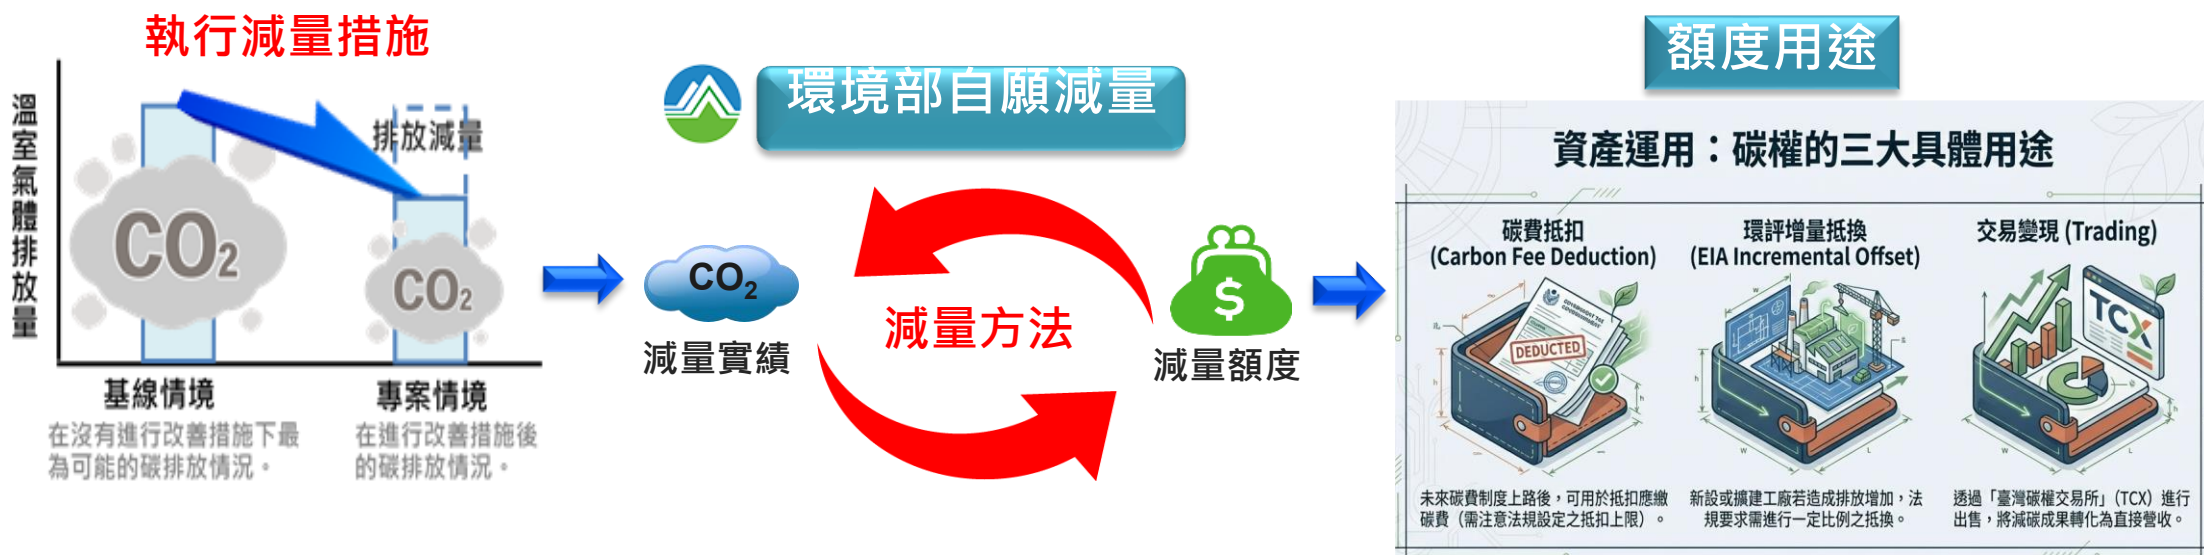 執行減量措施
溫室氣體排放量
排放減量
CO2
CO2
基線情境
在沒有進行改善措施下最
為可能的碳排放情況。
專案情境
在進行改善措施後
的碳排放情況。
環境部自願減量
CO2
減量實績
減量方法
$
減量額度
額度用途
資產運用：碳權的三大具體用途
碳費抵扣
(Carbon Fee Deduction)
DEDUCTED
未來碳費制度上路後，可用於抵扣應繳
碳費（需注意法規設定之抵扣上限）。
環評增量抵換
(EIA Incremental Offset)
新設或擴建工廠若造成排放增加，法
規要求需進行一定比例之抵換。
交易變現 (Trading)
TCX
透過「臺灣碳權交易所」（TCX）進行
出售，將減碳成果轉化為直接營收。